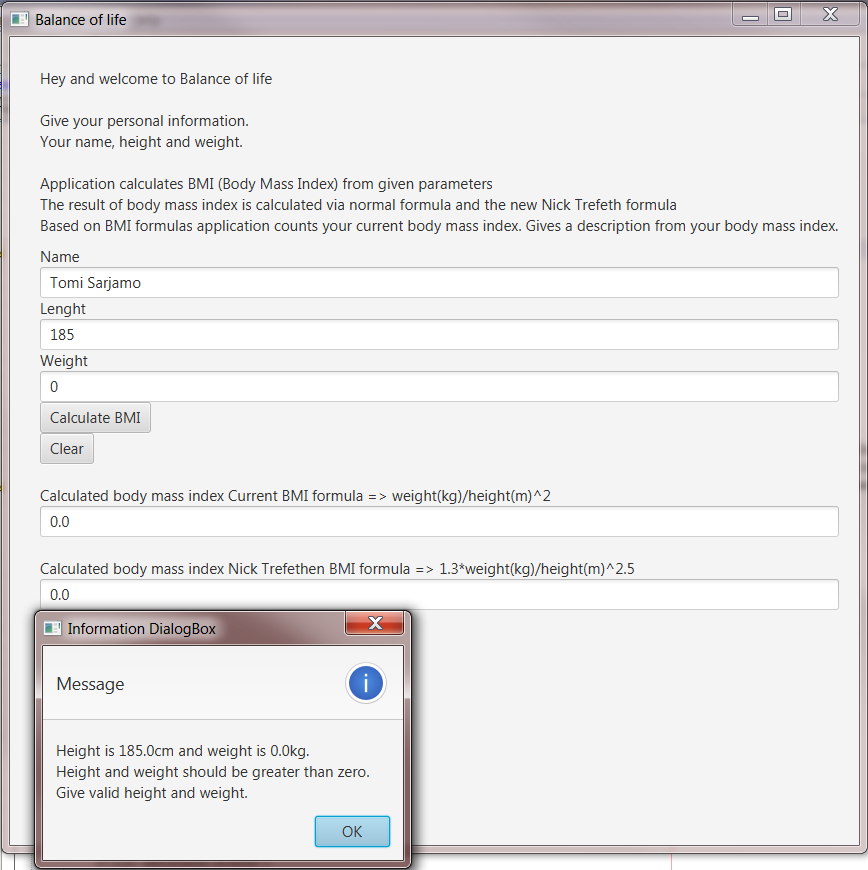 Balance of life
Hey and welcome to Balance of life
Give your personal information.
Your name, height and weight.
Application calculates BMI (Body Mass Index) from given parameters
The result of body mass index is calculated via normal formula and the new Nick Trefeth formula
Based on BMI formulas application counts your current body mass index. Gives a description from your body mass index.
Name
Tomi Sarjamo
Lenght
185
Weight
0
Calculate BMI
Clear
Calculated body mass index Current BMI formula => weight(kg)/height(m)^2
0.0
Calculated body mass index Nick Trefethen BMI formula => 1.3*weight(kg)/height(m)^2.5
0.0
Information DialogBox
Message
Height is 185.0cm and weight is 0.0kg.
Height and weight should be greater than zero.
Give valid height and weight.
OK